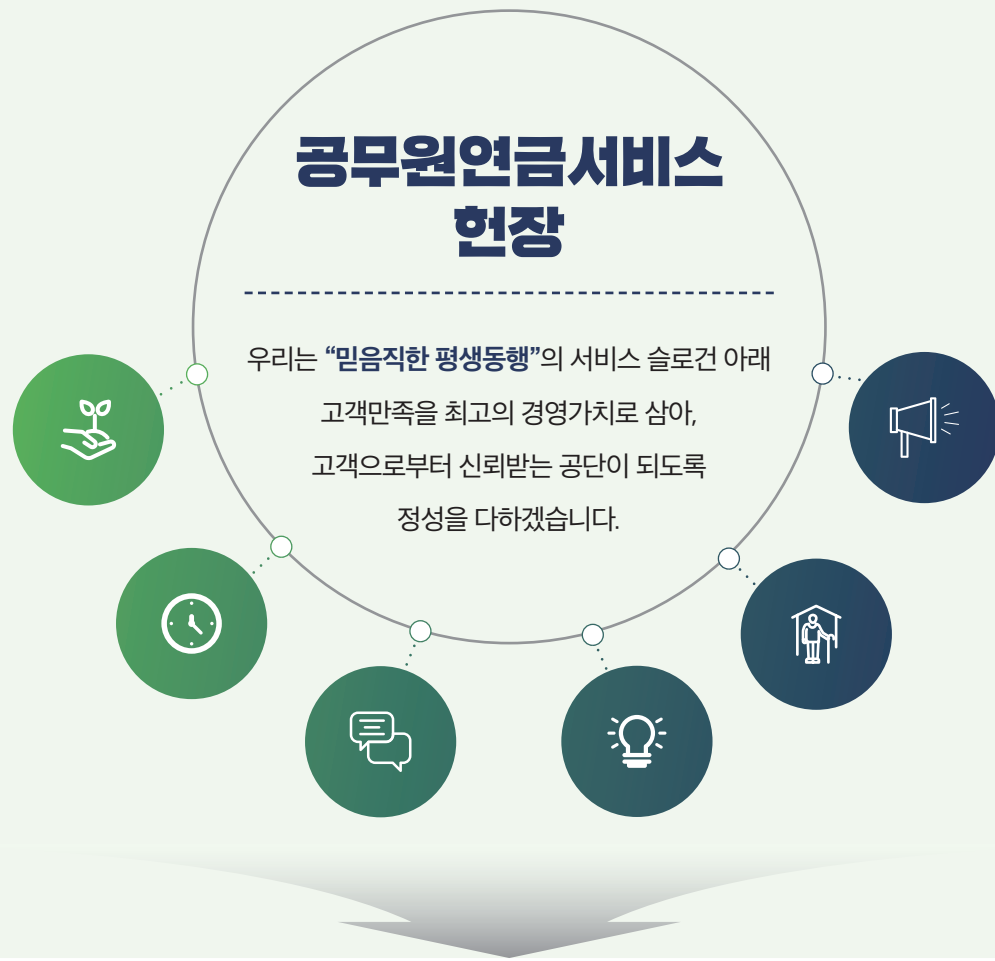 공무원연금서비스
헌장
우리는 “믿음직한 평생동행”의 서비스 슬로건 아래
고객만족을 최고의 경영가치로 삼아,
고객으로부터 신뢰받는 공단이 되도록
정성을 다하겠습니다.